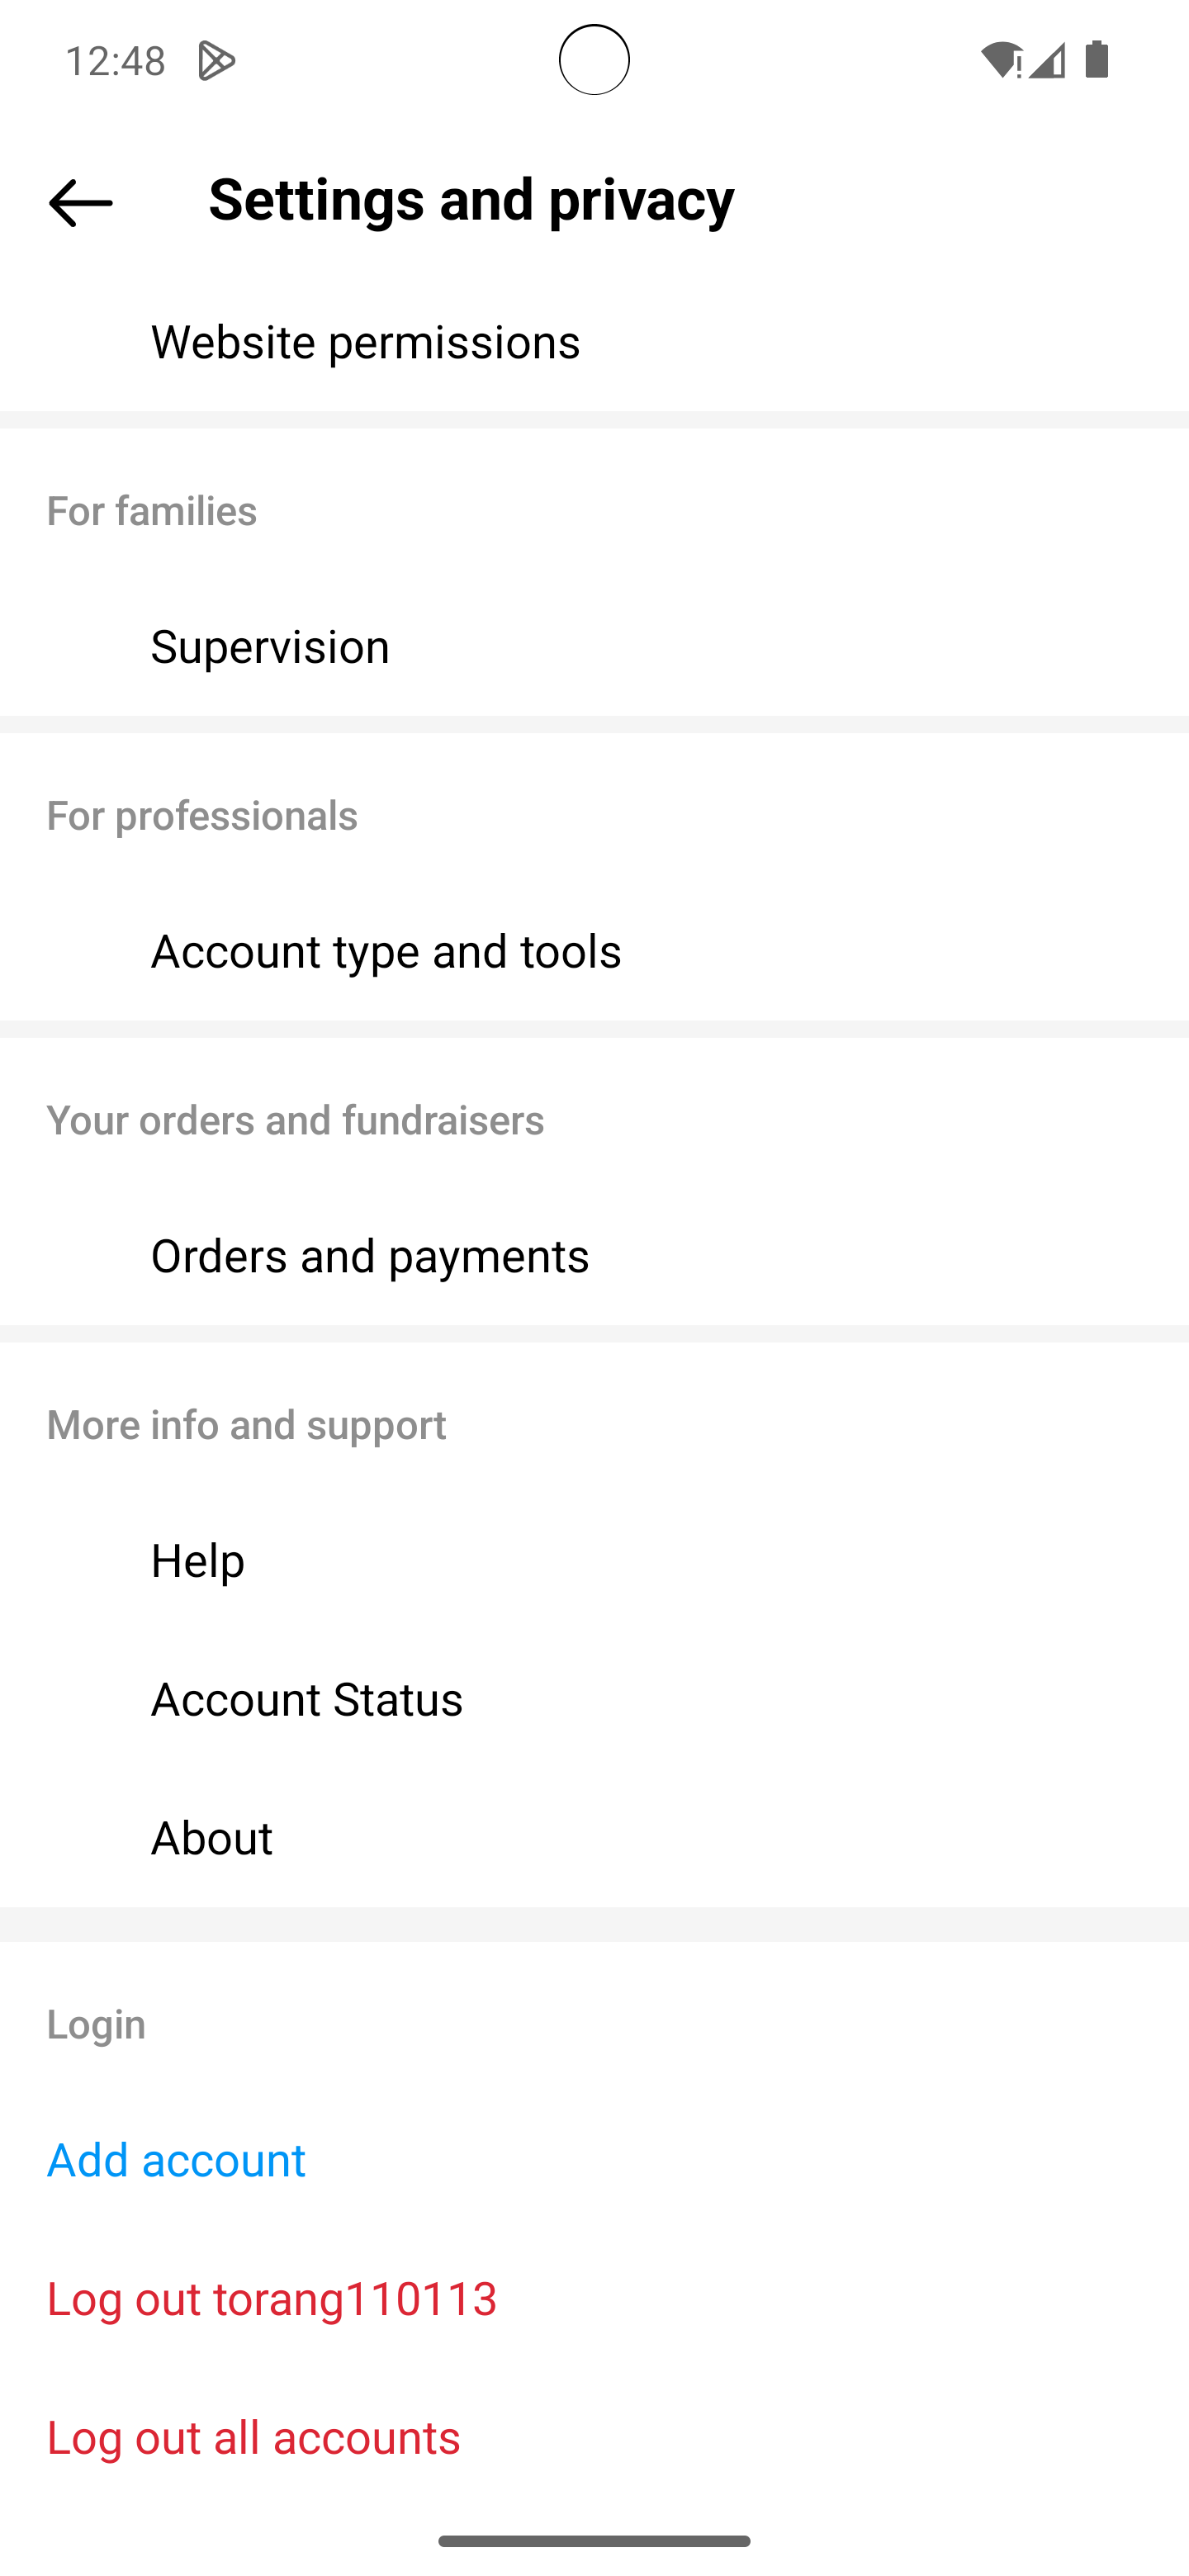 12:48
Settings and privacy
Website permissions
For families
Supervision
For professionals
Account type and tools
Your orders and fundraisers
Orders and payments
More info and support
Help
Account Status
About
Login
Add account
Log out torang110113
Log out all accounts